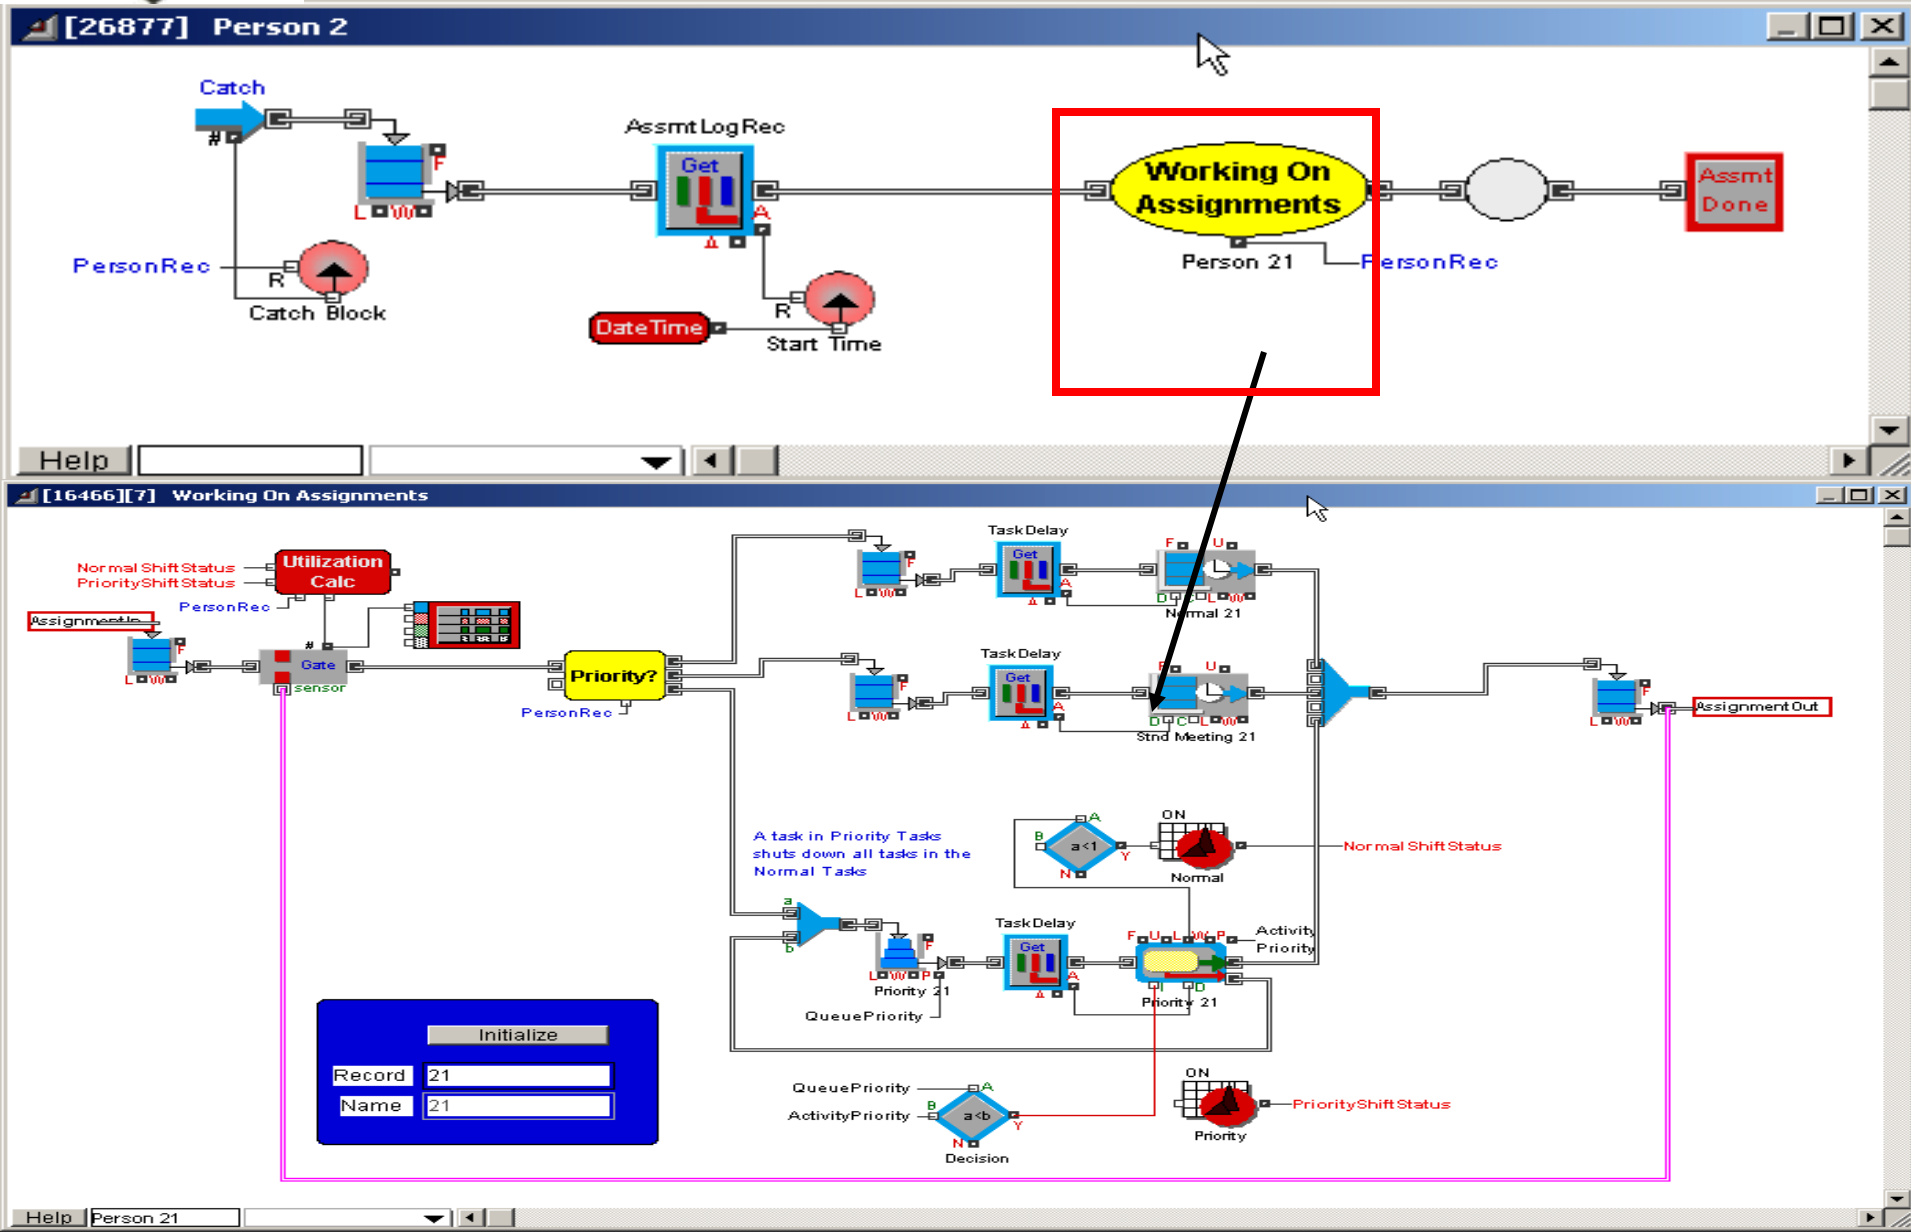 [26877] Person 2
Catch
#
F
L W
PersonRec
R
Catch Block
AssmtLogRec
Get
A
Δ
DateTime
R
Start Time
Working On
Assignments
Person 21
PersonRec
Assmt
Done
Help
[16466][7] Working On Assignments
NormalShiftStatus
PriorityShiftStatus
Utilization
Calc
PersonRec
AssignmentIn
F
L W
#
Gate
sensor
Priority?
PersonRec
F
L W
TaskDelay
Get
A
Δ
F U
D C L W
Normal 21
F
L W
TaskDelay
Get
A
Δ
F U
D C L W
Stnd Meeting 21
F
L W
AssignmentOut
A task in Priority Tasks
shuts down all tasks in the
Normal Tasks
A
B
a<1
Y
N
ON
Normal
NormalShiftStatus
a
b
F
L W P
Priority 21
QueuePriority
TaskDelay
Get
A
Δ
F U L W P
Activity
Priority
I D
Priority 21
Initialize
Record 21
Name 21
QueuePriority
ActivityPriority
A
B
a<b
Y
N
Decision
ON
Priority
PriorityShiftStatus
Help Person 21